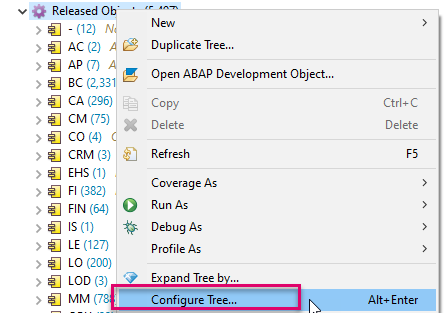 Released Objects (5,407)
- (12)
AC (2)
AP (7)
BC (2,331
CA (296)
CM (75)
CO (4)
CRM (3)
EHS (1)
FI (382)
FIN (64)
IS (1)
LE (127)
LO (200)
LOD (3)
MM (788
New
Duplicate Tree...
Open ABAP Development Object...
Copy Ctrl+C
Delete Delete
Refresh F5
Coverage As
Run As
Debug As
Profile As
Expand Tree by...
Configure Tree... Alt+Enter